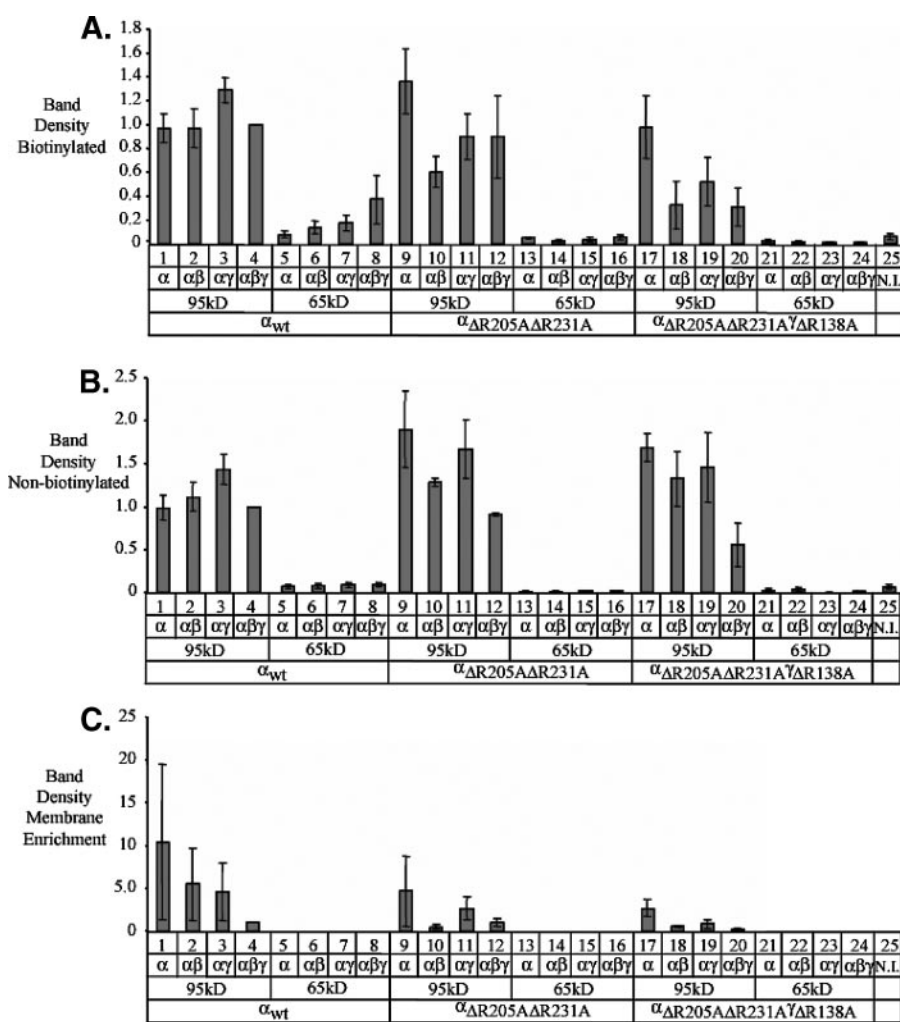 A.
Band
Density
Biotinylated
1.8
1.6
1.4
1.2
1.0
0.8
0.6
0.4
0.2
0
1 2 3 4 5 6 7 8 9 10 11 12 13 14 15 16 17 18 19 20 21 22 23 24 25
α αβ αγ αβγ α αβ αγ αβγ α αβ αγ αβγ α αβ αγ αβγ α αβ αγ αβγ α αβ αγ αβγ N.I.
95kD 65kD 95kD 65kD 95kD 65kD
αwt αΔR205AΔR231A αΔR205AΔR231AγΔR138A
B.
Band
Density
Non-biotinylated
2.5
2.0
1.5
1.0
0.5
0
1 2 3 4 5 6 7 8 9 10 11 12 13 14 15 16 17 18 19 20 21 22 23 24 25
α αβ αγ αβγ α αβ αγ αβγ α αβ αγ αβγ α αβ αγ αβγ α αβ αγ αβγ α αβ αγ αβγ N.I.
95kD 65kD 95kD 65kD 95kD 65kD
αwt αΔR205AΔR231A αΔR205AΔR231AγΔR138A
C.
Band
Density
Membrane
Enrichment
25
20
15
10
5.0
0
1 2 3 4 5 6 7 8 9 10 11 12 13 14 15 16 17 18 19 20 21 22 23 24 25
α αβ αγ αβγ α αβ αγ αβγ α αβ αγ αβγ α αβ αγ αβγ α αβ αγ αβγ α αβ αγ αβγ N.I.
95kD 65kD 95kD 65kD 95kD 65kD
αwt αΔR205AΔR231A αΔR205AΔR231AγΔR138A